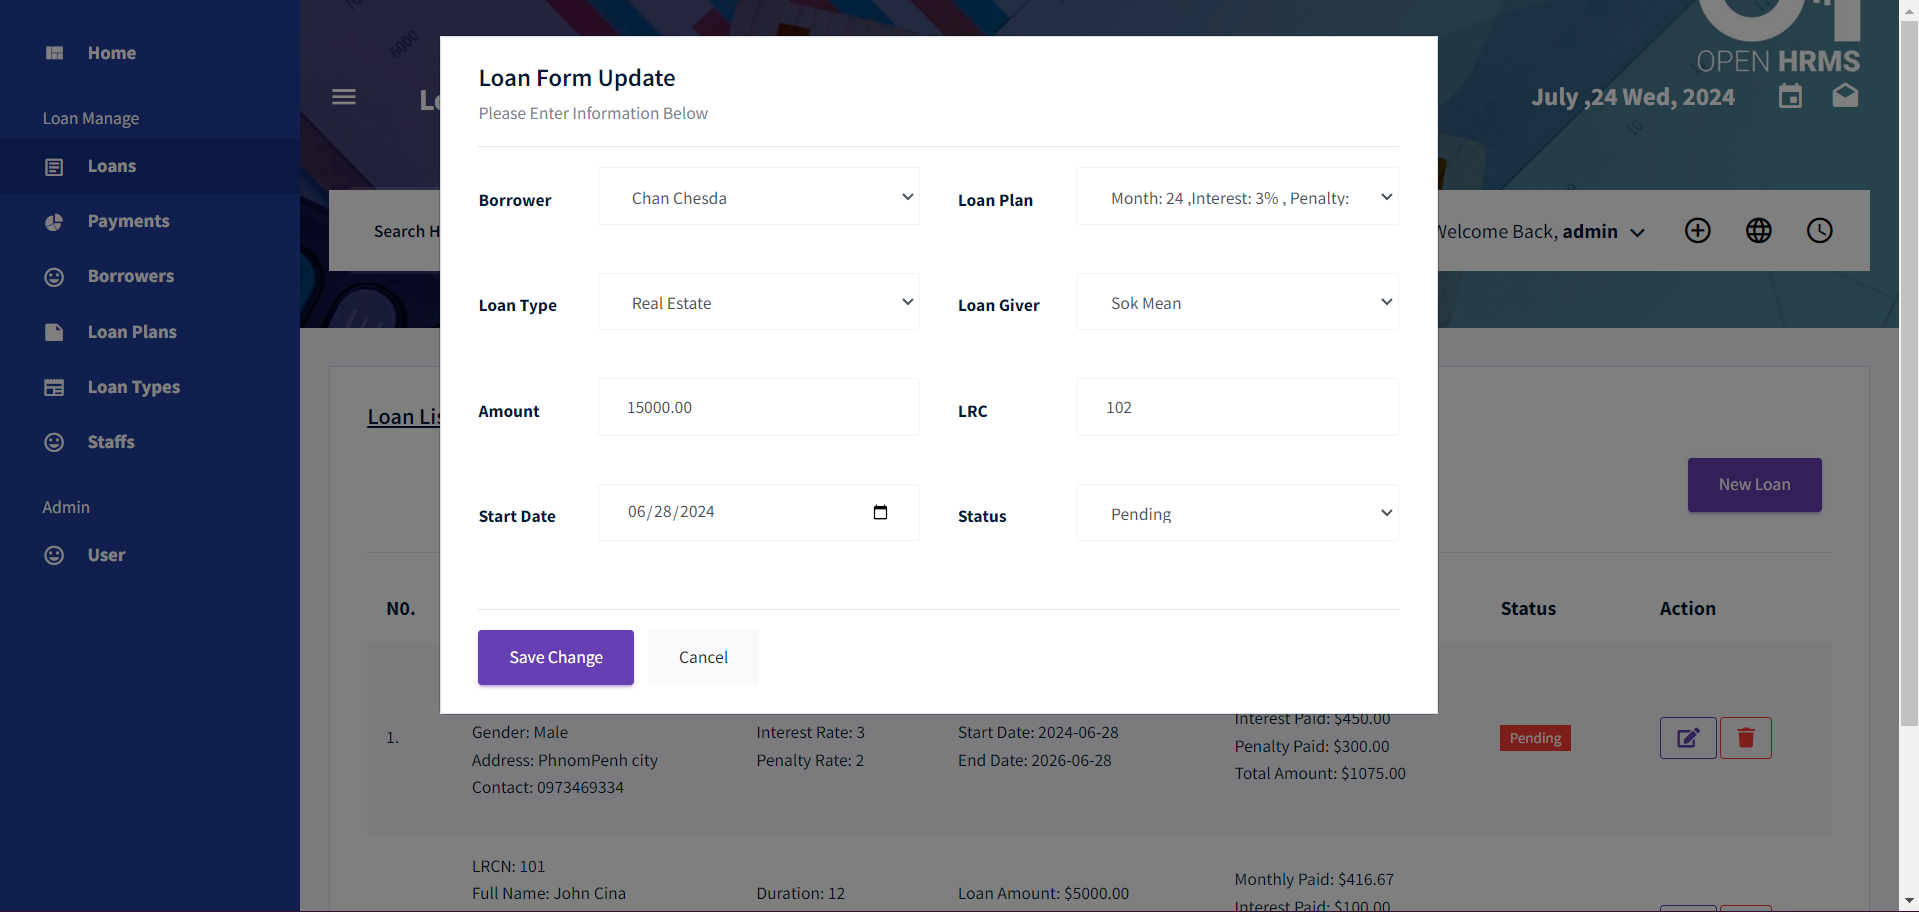 Home
Loan Manage
Loans
Payments
Borrowers
Loan Plans
Loan Types
Staffs
Admin
User
6000
10
OPEN HRMS
July ,24 Wed, 2024
Search
Welcome Back, admin
Loan
New Loan
Loan Form Update
Please Enter Information Below
Borrower
Chan Chesda
Loan Plan
Month: 24 ,Interest: 3% , Penalty:
Loan Type
Real Estate
Loan Giver
Sok Mean
Amount
15000.00
LRC
102
Start Date
06/28/2024
Status
Pending
Save Change
Cancel
N0.
Status
Action
1.
Gender: Male
Address: PhnomPenh city
Contact: 0973469334
Interest Rate: 3
Penalty Rate: 2
Start Date: 2024-06-28
End Date: 2026-06-28
Interest Paid: $450.00
Penalty Paid: $300.00
Total Amount: $1075.00
Pending
LRCN: 101
Full Name: John Cina
Duration: 12
Loan Amount: $5000.00
Monthly Paid: $416.67
Interest Paid: $100.00